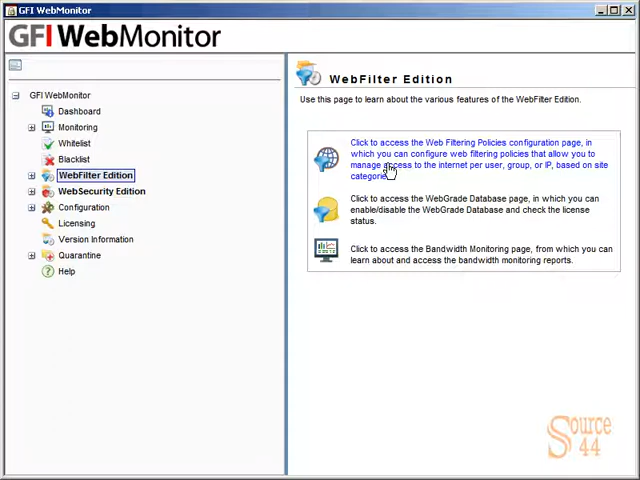 GFI WebMonitor
GFI WebMonitor
GFI WebMonitor
Dashboard
Monitoring
Whitelist
Blacklist
WebFilter Edition
WebSecurity Edition
Configuration
Licensing
Version Information
Quarantine
Help
WebFilter Edition
Use this page to learn about the various features of the WebFilter Edition.
Click to access the Web Filtering Policies configuration page, in
which you can configure web filtering policies that allow you to
manage access to the internet per user, group, or IP, based on site
categories.
Click to access the WebGrade Database page, in which you can
enable/disable the WebGrade Database and check the license
status.
Click to access the Bandwidth Monitoring page, from which you can
learn about and access the bandwidth monitoring reports.
Source
44